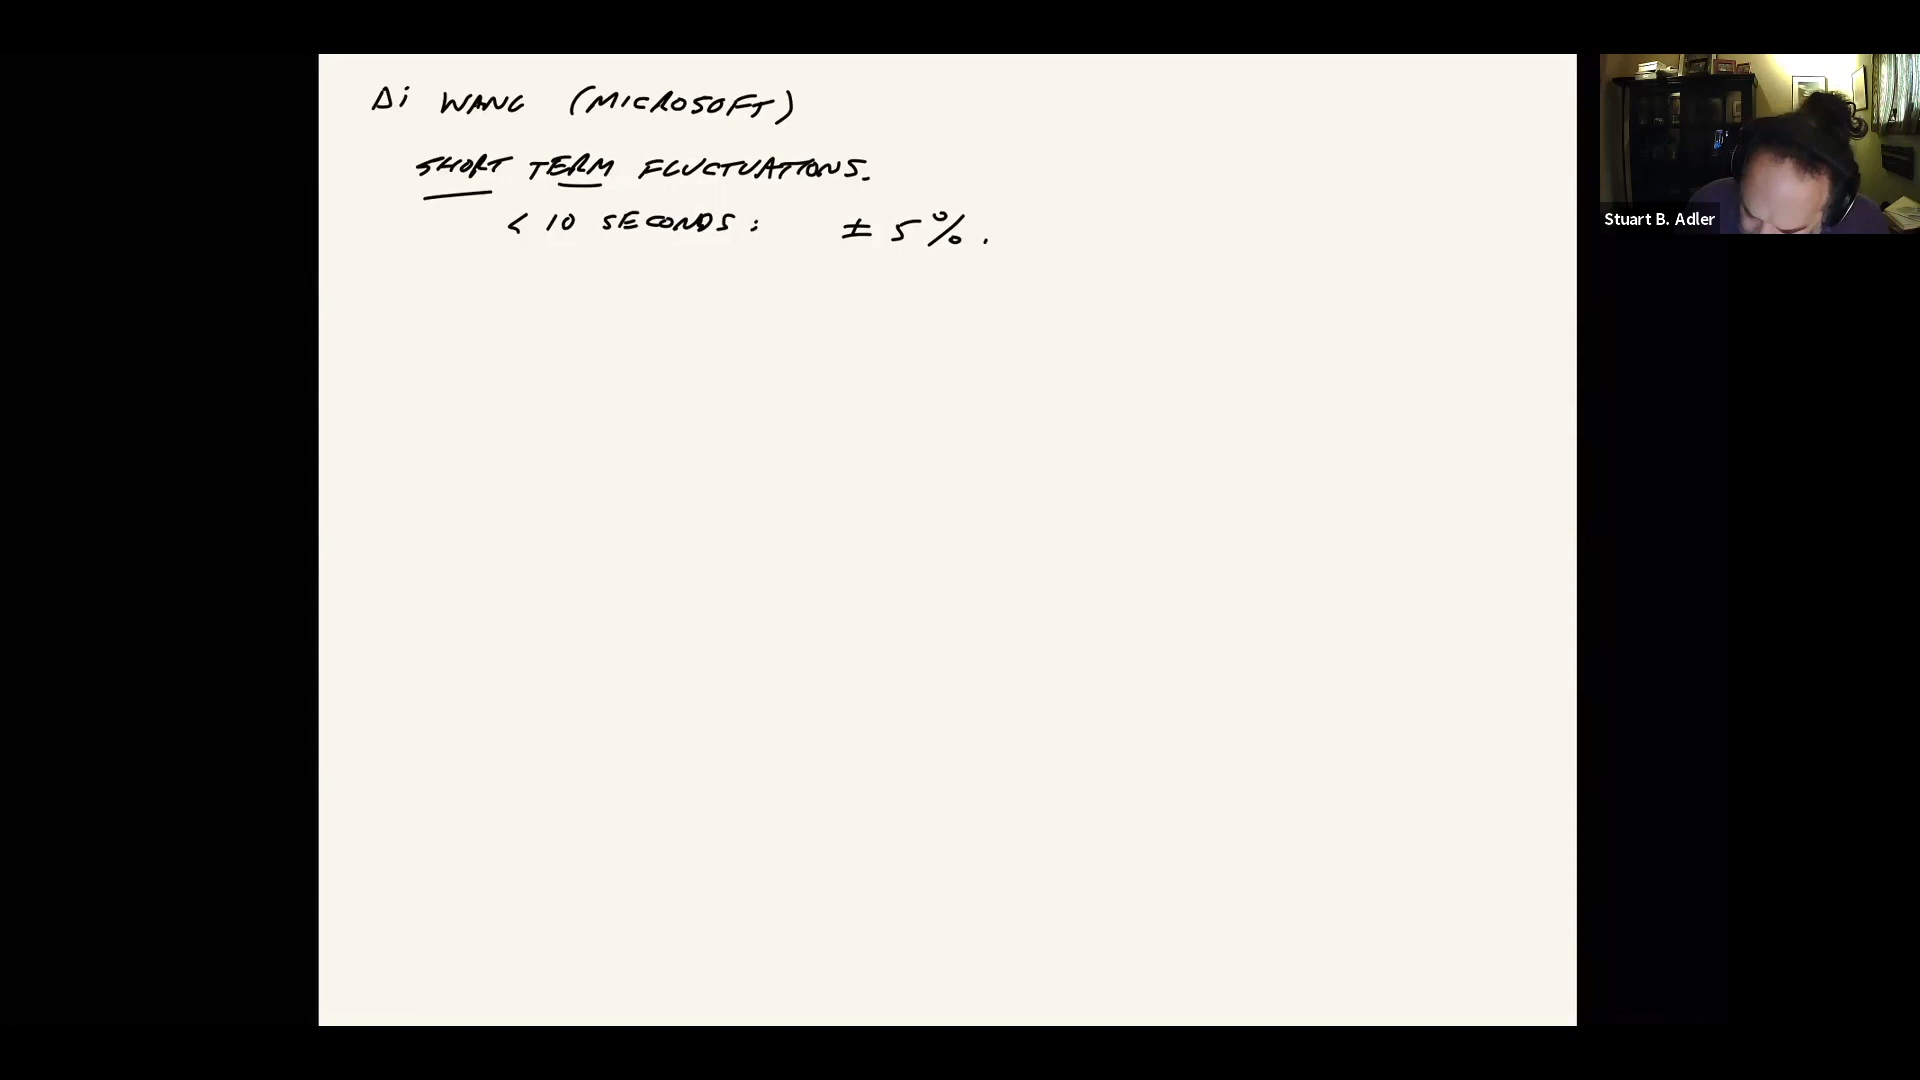 Di WANG (MICROSOFT)
SHORT TERM FLUCTUATIONS.
< 10 SECONDS: ± 5%.
Stuart B. Adler